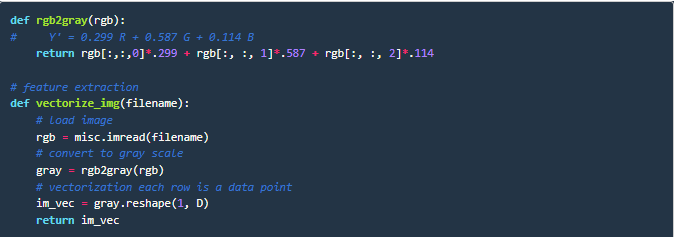 def rgb2gray(rgb):
#     Y' = 0.299 R + 0.587 G + 0.114 B
    return rgb[:,:,0]*.299 + rgb[:, :, 1]*.587 + rgb[:, :, 2]*.114
# feature extraction
def vectorize_img(filename):
    # load image
    rgb = misc.imread(filename)
    # convert to gray scale
    gray = rgb2gray(rgb)
    # vectorization each row is a data point
    im_vec = gray.reshape(1, D)
    return im_vec